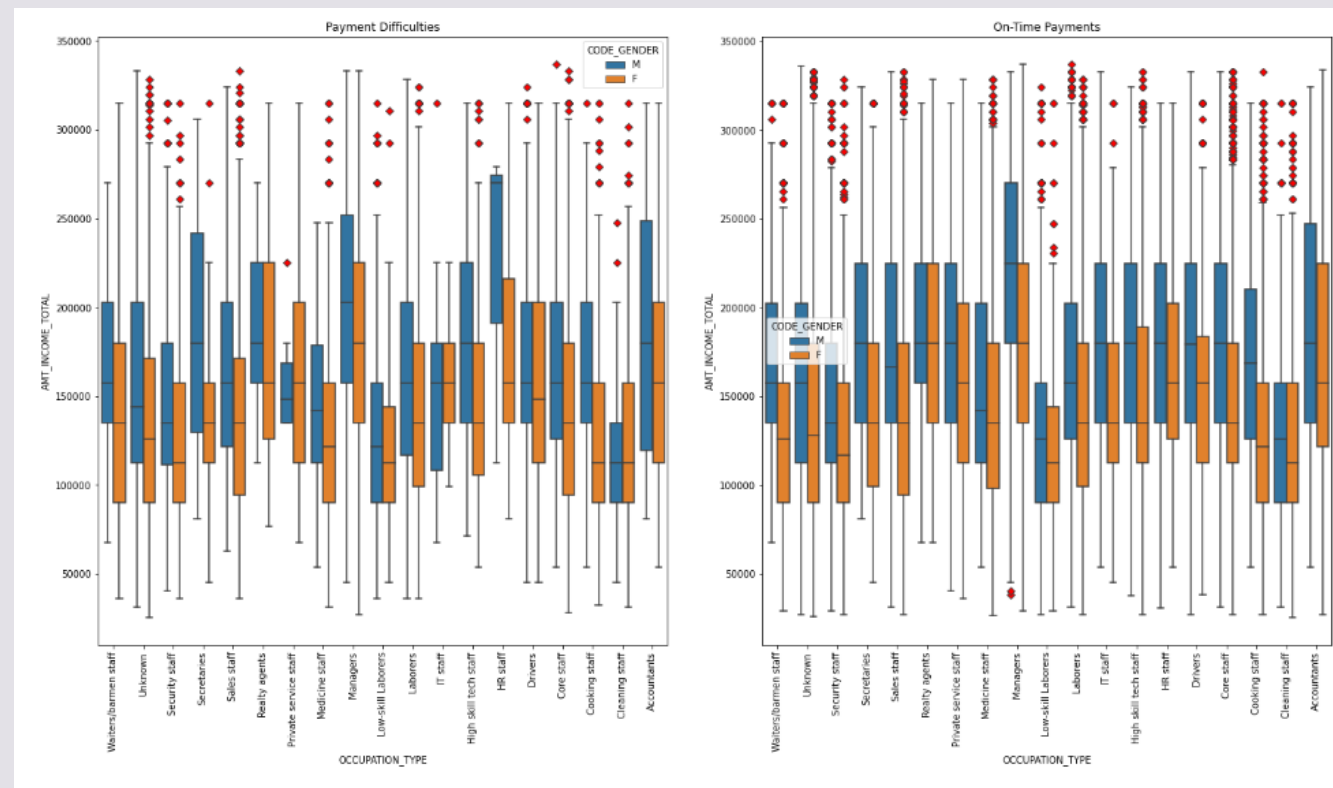 Payment Difficulties
350000
300000
250000
200000
150000
100000
50000
AMT_INCOME_TOTAL
CODE_GENDER
M
F
Waiters/barmen staff
Unknown
Security staff
Secretaries
Sales staff
Realty agents
Private service staff
Medicine staff
Managers
Low-skill Laborers
Laborers
IT staff
High skill tech staff
HR staff
Drivers
Core staff
Cooking staff
Cleaning staff
Accountants
OCCUPATION_TYPE
On-Time Payments
350000
300000
250000
200000
150000
100000
50000
AMT_INCOME_TOTAL
CODE_GENDER
M
F
Waiters/barmen staff
Unknown
Security staff
Secretaries
Sales staff
Realty agents
Private service staff
Medicine staff
Managers
Low-skill Laborers
Laborers
IT staff
High skill tech staff
HR staff
Drivers
Core staff
Cooking staff
Cleaning staff
Accountants
OCCUPATION_TYPE